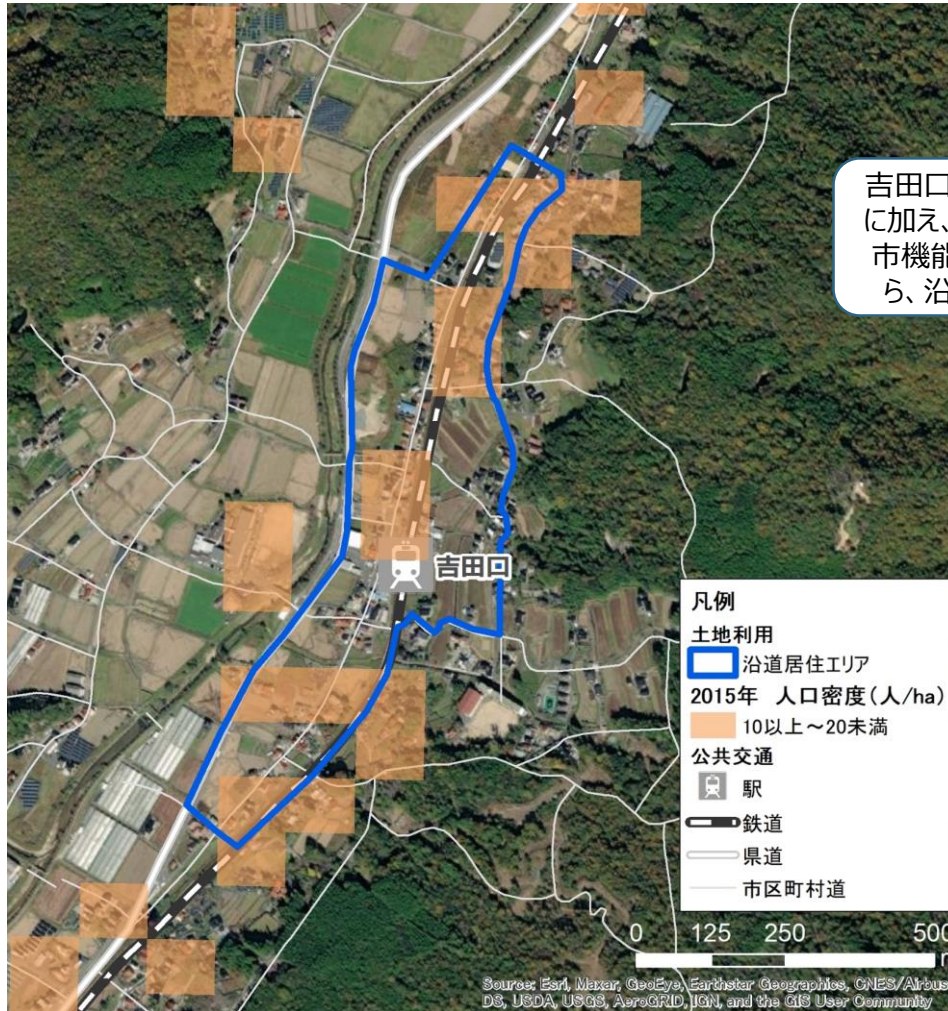 吉田口
に加え、
市機能
ら、沿
吉田口
凡例
土地利用
沿道居住エリア
2015年 人口密度(人/ha)
10以上～20未満
公共交通
駅
鉄道
県道
市区町村道
0 125 250 500
Source: Esri, Maxar, GeoEye, Earthstar Geographics, CNES/Airbus
DS, USDA, USGS, AeroGRID, IGN, and the GIS User Community